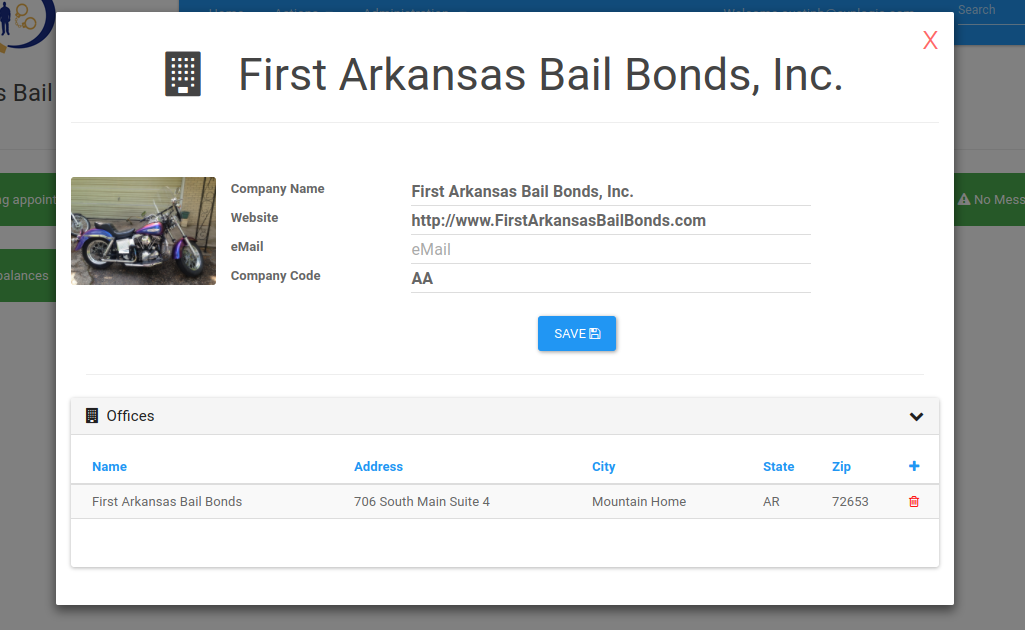 Home Actions Administration
Search
First Arkansas Bail Bonds, Inc.
X
s Bail
Company Name First Arkansas Bail Bonds, Inc.
Website http://www.FirstArkansasBailBonds.com
eMail eMail
Company Code AA
g appoint
No Mess
balances
SAVE
Offices
Name Address City State Zip +
First Arkansas Bail Bonds 706 South Main Suite 4 Mountain Home AR 72653